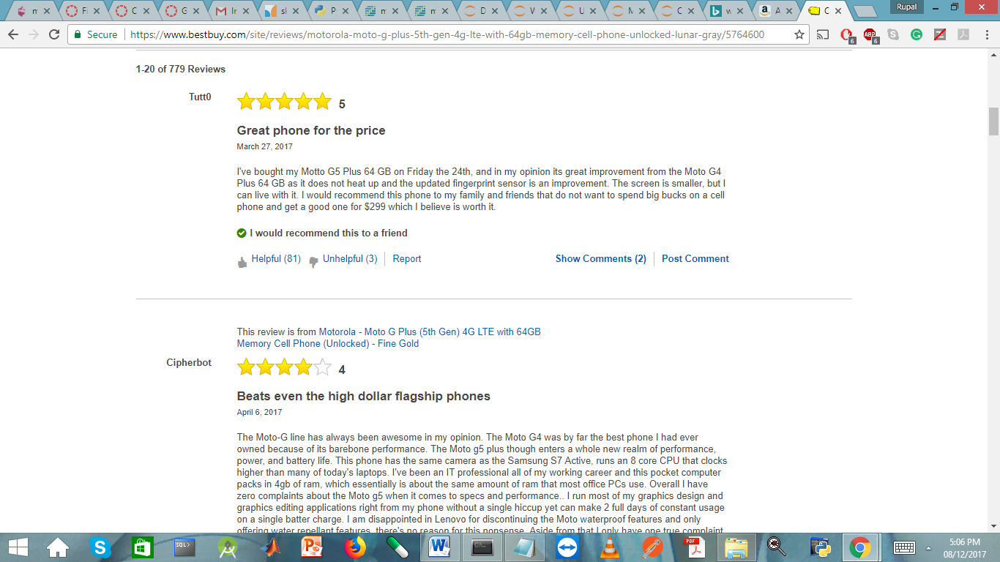 Rupal
Secure https://www.bestbuy.com/site/reviews/motorola-moto-g-plus-5th-gen-4g-lte-with-64gb-memory-cell-phone-unlocked-lunar-gray/5764600
1-20 of 779 Reviews
Tutt0
5
Great phone for the price
March 27, 2017
I've bought my Motto G5 Plus 64 GB on Friday the 24th, and in my opinion its great improvement from the Moto G4
Plus 64 GB as it does not heat up and the updated fingerprint sensor is an improvement. The screen is smaller, but I
can live with it. I would recommend this phone to my family and friends that do not want to spend big bucks on a cell
phone and get a good one for $299 which I believe is worth it.
I would recommend this to a friend
Helpful (81) Unhelpful (3) Report Show Comments (2) Post Comment
This review is from Motorola - Moto G Plus (5th Gen) 4G LTE with 64GB
Memory Cell Phone (Unlocked) - Fine Gold
Cipherbot
4
Beats even the high dollar flagship phones
April 6, 2017
The Moto-G line has always been awesome in my opinion. The Moto G4 was by far the best phone I had ever
owned because of its barebone performance. The Moto g5 plus though enters a whole new realm of performance,
power, and battery life. This phone has the same camera as the Samsung S7 Active, runs an 8 core CPU that clocks
higher than many of today's laptops. I've been an IT professional all of my working career and this pocket computer
packs in 4gb of ram, which essentially is about the same amount of ram that most office PCs use. Overall I have
zero complaints about the Moto g5 when it comes to specs and performance.. I run most of my graphics design and
graphics editing applications right from my phone without a single hiccup yet can make 2 full days of constant usage
on a single batter charge. I am disappointed in Lenovo for discontinuing the Moto waterproof features and only
offering water repellant features, there's no reason for this nonsense. Aside from that I only have one true complaint
5:06 PM
08/12/2017